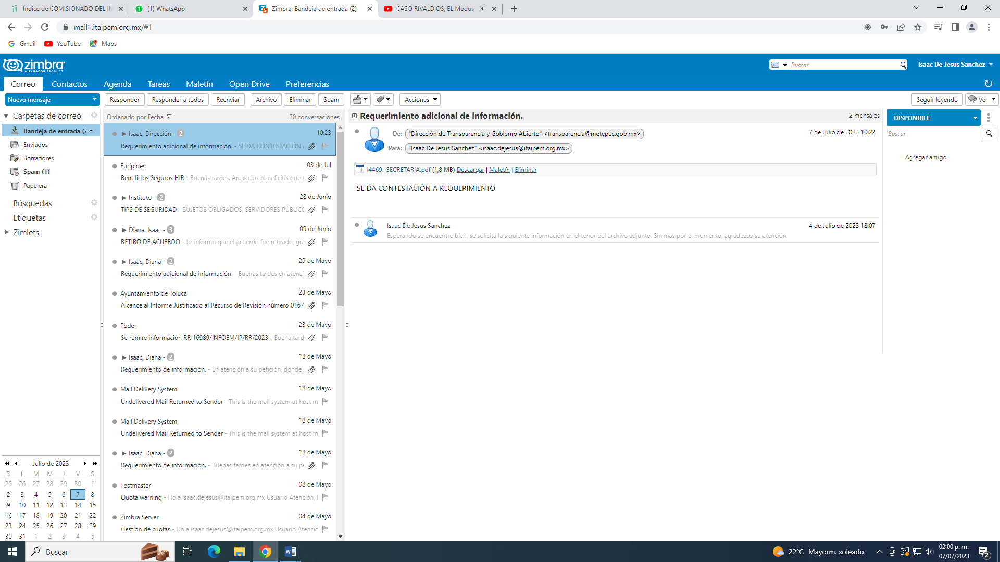 Índice de COMISIONADO DEL IN
(1) WhatsApp
Zimbra: Bandeja de entrada (2)
CASO RIVALDIOS, EL Modus
mail1.itaipem.org.mx/#1
Gmail
YouTube
Maps
zimbra
A SYNACOR PRODUCT
Buscar
Isaac De Jesus Sanchez
Correo
Contactos
Agenda
Tareas
Maletín
Open Drive
Preferencias
Nuevo mensaje
Responder
Responder a todos
Reenviar
Archivo
Eliminar
Spam
Acciones
Seguir leyendo
Ver
Carpetas de correo
Bandeja de entrada (2
Enviados
Borradores
Spam (1)
Papelera
Búsquedas
Etiquetas
Zimlets
Ordenado por Fecha
30 conversaciones
Isaac, Dirección - 2
10:23
Requerimiento adicional de información. - SE DA CONTESTACIÓN A
Eurípides
03 de Jul
Beneficios Seguros HIR - Buenas tardes. Anexo los beneficios que t
Instituto - 2
28 de Junio
TIPS DE SEGURIDAD - SUJETOS OBLIGADOS, SERVIDORES PÚBLICO
Diana, Isaac - 3
09 de Junio
RETIRO DE ACUERDO - Le informo que el acuerdo fue retirado, gra
Isaac, Diana - 2
29 de Mayo
Requerimiento adicional de información. - Buenas tardes en atenci
Ayuntamiento de Toluca
23 de Mayo
Alcance al Informe Justificado al Recurso de Revisión número 0167
Poder
23 de Mayo
Se remire información RR 16989/INFOEM/IP/RR/2023 - Buena tard
Isaac, Diana - 2
18 de Mayo
Requerimiento de información. - En atención a su petición, donde s
Mail Delivery System
18 de Mayo
Undelivered Mail Returned to Sender - This is the mail system at host m
Mail Delivery System
18 de Mayo
Undelivered Mail Returned to Sender - This is the mail system at host m
Isaac, Diana - 2
18 de Mayo
Requerimiento de información. - Buenas tardes en atención a su pe
Postmaster
08 de Mayo
Quota warning - Hola isaac.dejesus@itaipem.org.mx Usuario Atención,
Zimbra Server
04 de Mayo
Gestión de cuotas - Hola isaac.dejesus@itaipem.org.mx Usuario Atenció
Requerimiento adicional de información.
2 mensajes
De: "Dirección de Transparencia y Gobierno Abierto" <transparencia@metepec.gob.mx>
7 de Julio de 2023 10:22
Para: "Isaac De Jesus Sanchez" <isaac.dejesus@itaipem.org.mx>
14469- SECRETARIA.pdf (1,8 MB) Descargar | Maletín | Eliminar
SE DA CONTESTACIÓN A REQUERIMIENTO
Isaac De Jesus Sanchez
4 de Julio de 2023 18:07
Esperando se encuentre bien, se solicita la siguiente información en el tenor del archivo adjunto. Sin más por el momento, agradezco su atención.
DISPONIBLE
Buscar
Agregar amigo
Julio de 2023
D L M M J V S
25 26 27 28 29 30 1
2 3 4 5 6 7 8
9 10 11 12 13 14 15
16 17 18 19 20 21 22
23 24 25 26 27 28 29
30 31 1 2 3 4 5
Buscar
22°C Mayorm. soleado
02:00 p. m.
07/07/2023
2